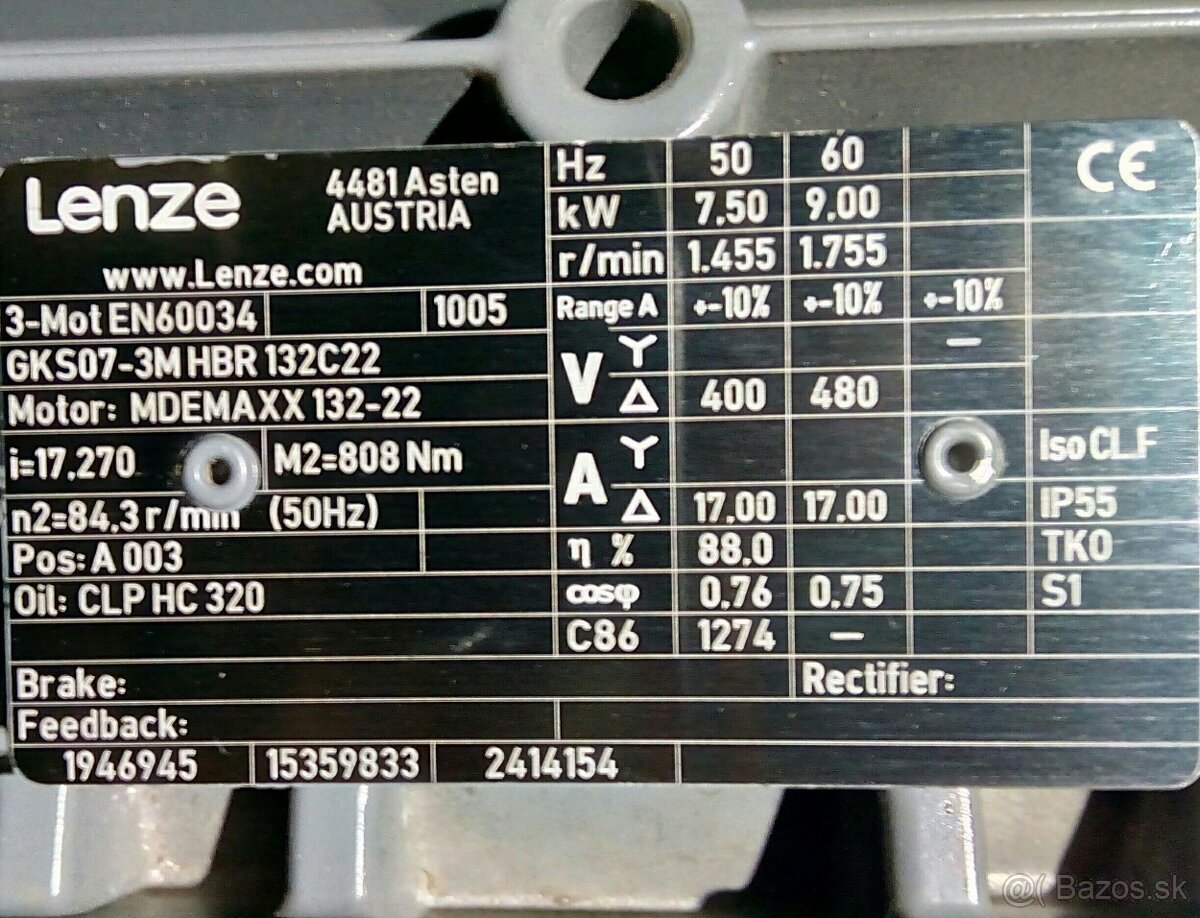 Lenze
4481 Asten
AUSTRIA
www.Lenze.com
3-Mot EN60034 1005
GKS07-3M HBR 132C22
Motor: MDEMAXX 132-22
i=17,270 M2=808 Nm
n2=84,3 r/min (50Hz)
Pos: A 003
Oil: CLP HC 320
Hz 50 60
kW 7,50 9.00
r/min 1.455 1.755
Range A +-10% +-10% +-10%
V Y —
Δ 400 480
A Y
Δ 17.00 17.00
η % 88.0
cosφ 0.76 0.75
C86 1274 —
CE
Iso CL.F
IP55
TKO
S1
Brake: Rectifier:
Feedback:
1946945 15359833 2414154
@( Bazos.sk